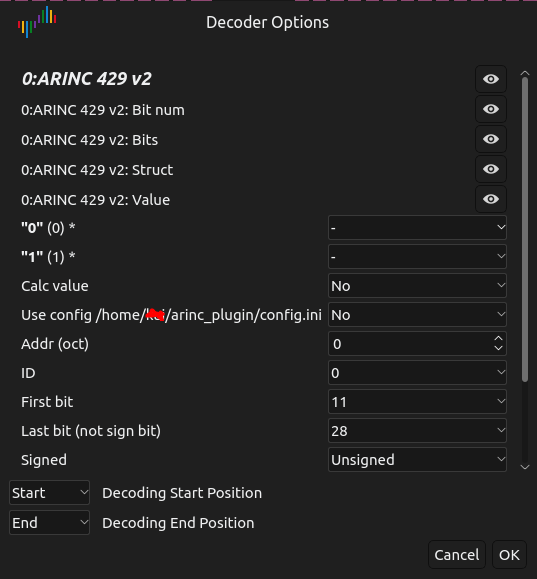 Decoder Options
0:ARINC 429 v2
0:ARINC 429 v2: Bit num
0:ARINC 429 v2: Bits
0:ARINC 429 v2: Struct
0:ARINC 429 v2: Value
"0" (0) * -
"1" (1) * -
Calc value No
Use config /home/ /arinc_plugin/config.ini No
Addr (oct) 0
ID 0
First bit 11
Last bit (not sign bit) 28
Signed Unsigned
Start Decoding Start Position
End Decoding End Position
Cancel OK